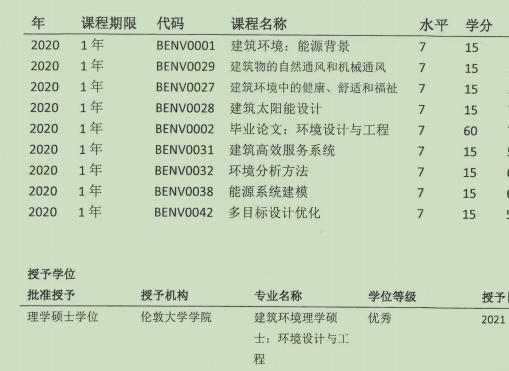 年 课程期限 代码 课程名称 水平 学分
2020 1 年 BENV0001 建筑环境：能源背景 7 15
2020 1 年 BENV0029 建筑物的自然通风和机械通风 7 15
2020 1 年 BENV0027 建筑环境中的健康、舒适和福祉 7 15
2020 1 年 BENV0028 建筑太阳能设计 7 15
2020 1 年 BENV0002 毕业论文：环境设计与工程 7 60
2020 1 年 BENV0031 建筑高效服务系统 7 15
2020 1 年 BENV0032 环境分析方法 7 15
2020 1 年 BENV0038 能源系统建模 7 15
2020 1 年 BENV0042 多目标设计优化 7 15
授予学位
批准授予 授予机构 专业名称 学位等级 授予
理学硕士学位 伦敦大学学院 建筑环境理学硕 优秀 2021
士：环境设计与工
程